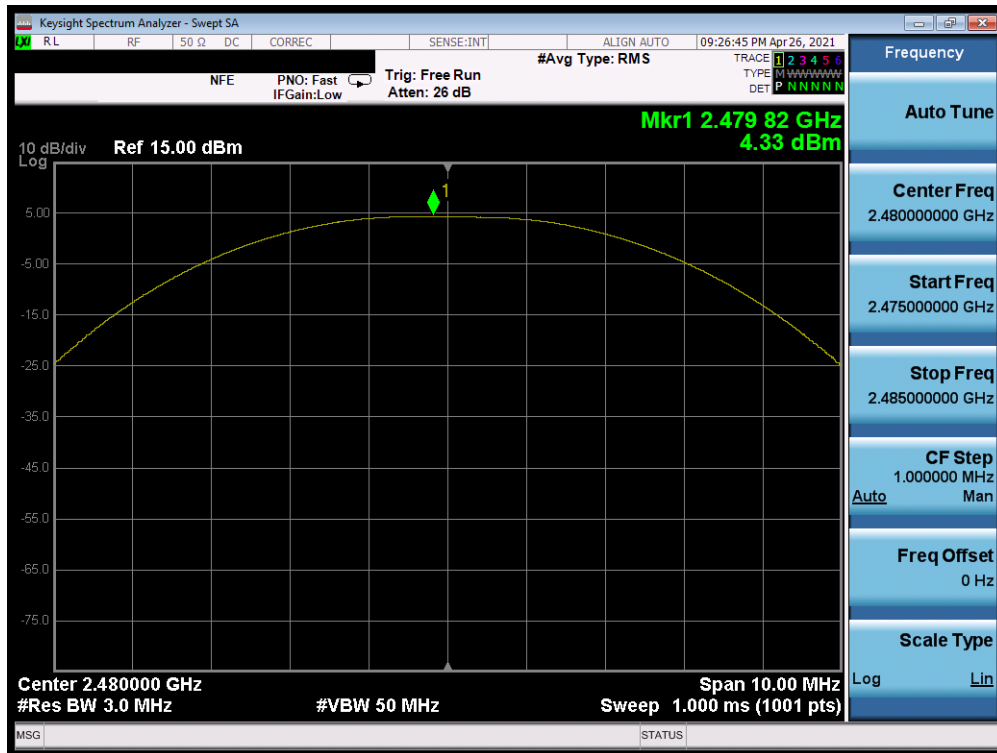 Keysight Spectrum Analyzer - Swept SA
LXI RL RF 50 Ω DC CORREC SENSE:INT ALIGN AUTO 09:26:45 PM Apr 26, 2021
Frequency
#Avg Type: RMS
TRACE 1 2 3 4 5 6
NFE PNO: Fast Trig: Free Run
TYPE M WWWWW
IFGain:Low Atten: 26 dB
DET P N N N N N
Auto Tune
Mkr1 2.479 82 GHz
4.33 dBm
10 dB/div Ref 15.00 dBm
Log
1
5.00
-5.00
-15.0
-25.0
-35.0
-45.0
-55.0
-65.0
-75.0
Center Freq
2.480000000 GHz
Start Freq
2.475000000 GHz
Stop Freq
2.485000000 GHz
CF Step
1.000000 MHz
Auto Man
Freq Offset
0 Hz
Scale Type
Log Lin
Center 2.480000 GHz Span 10.00 MHz
#Res BW 3.0 MHz #VBW 50 MHz Sweep 1.000 ms (1001 pts)
MSG STATUS